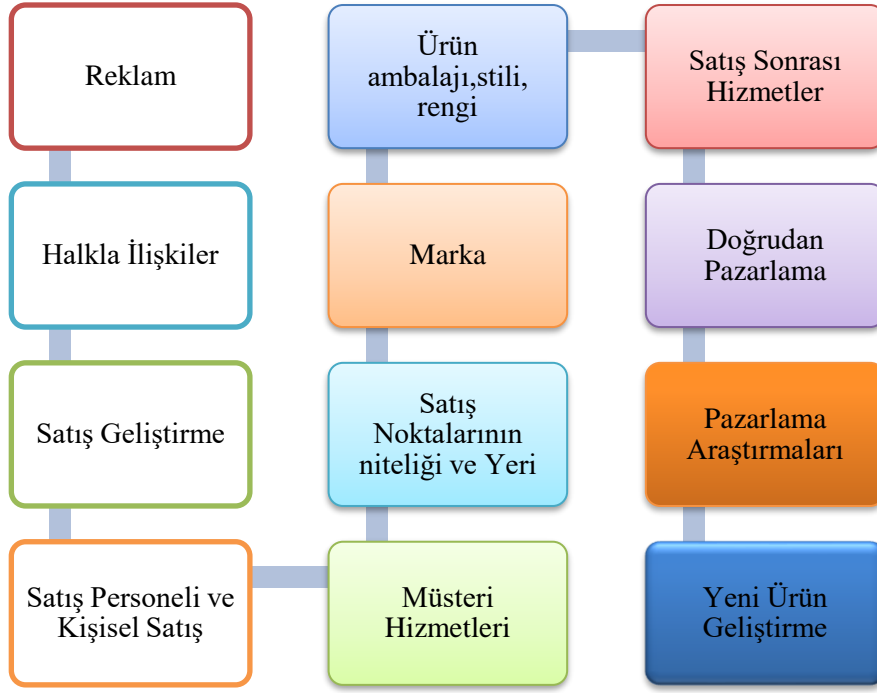 Reklam
Halkla İlişkiler
Satış Geliştirme
Satış Personeli ve
Kişisel Satış
Müsteri
Hizmetleri
Satış
Noktalarının
niteliği ve Yeri
Marka
Ürün
ambalajı,stili,
rengi
Satış Sonrası
Hizmetler
Doğrudan
Pazarlama
Pazarlama
Araştırmaları
Yeni Ürün
Geliştirme